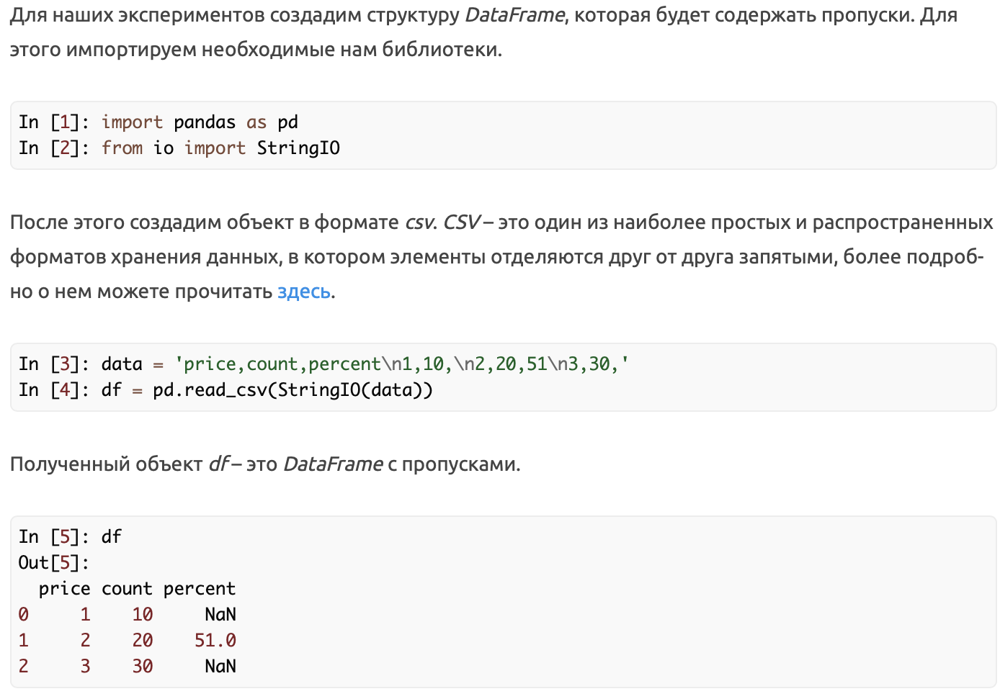 Для наших экспериментов создадим структуру DataFrame, которая будет содержать пропуски. Для
этого импортируем необходимые нам библиотеки.
In [1]: import pandas as pd
In [2]: from io import StringIO
После этого создадим объект в формате csv. CSV – это один из наиболее простых и распространенных
форматов хранения данных, в котором элементы отделяются друг от друга запятыми, более подроб-
но о нем можете прочитать здесь.
In [3]: data = 'price,count,percent\n1,10,\n2,20,51\n3,30,'
In [4]: df = pd.read_csv(StringIO(data))
Полученный объект df – это DataFrame с пропусками.
In [5]: df
Out[5]:
  price count percent
0     1    10     NaN
1     2    20    51.0
2     3    30     NaN